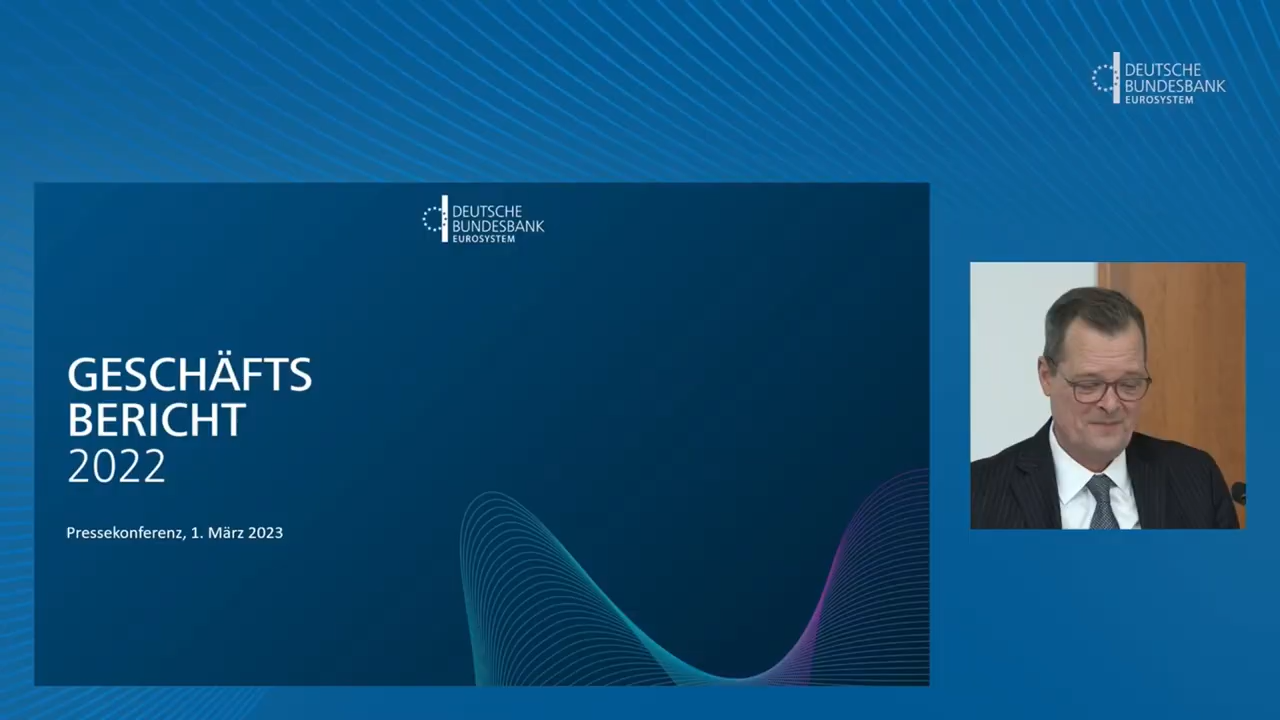 DEUTSCHE
BUNDESBANK
EUROSYSTEM
DEUTSCHE
BUNDESBANK
EUROSYSTEM
GESCHÄFTS
BERICHT
2022
Pressekonferenz, 1. März 2023